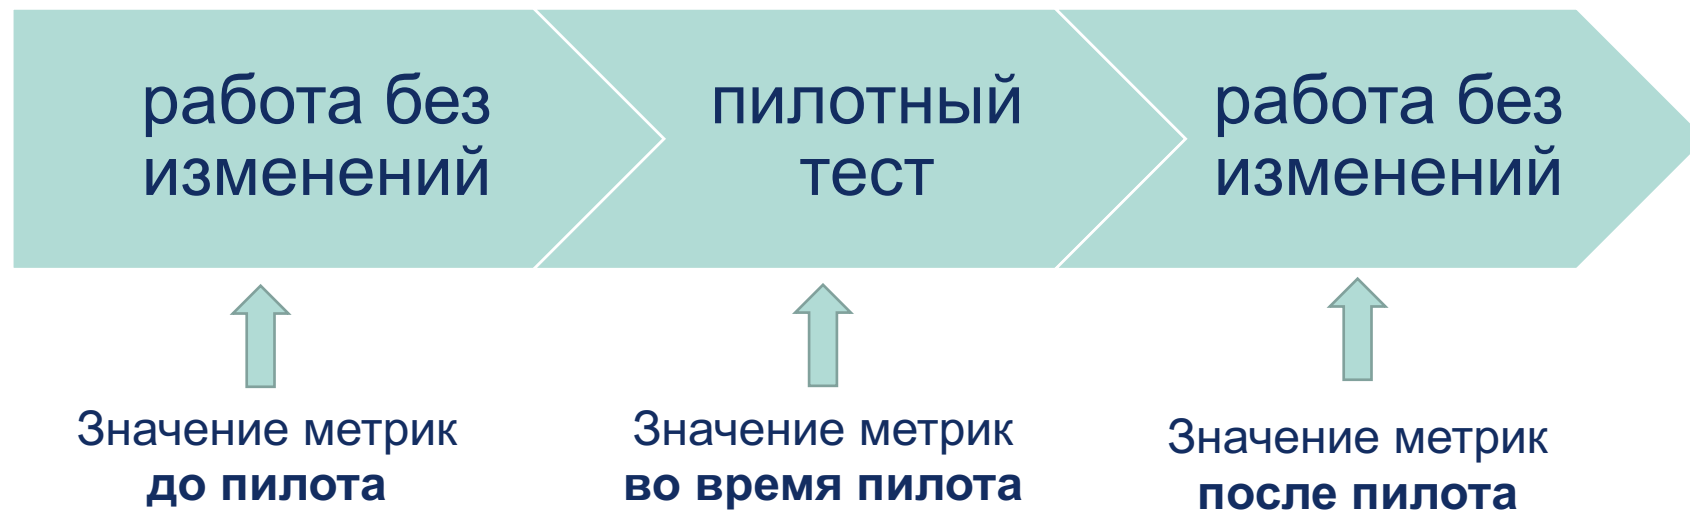 работа без
изменений
пилотный
тест
работа без
изменений
Значение метрик
до пилота
Значение метрик
во время пилота
Значение метрик
после пилота